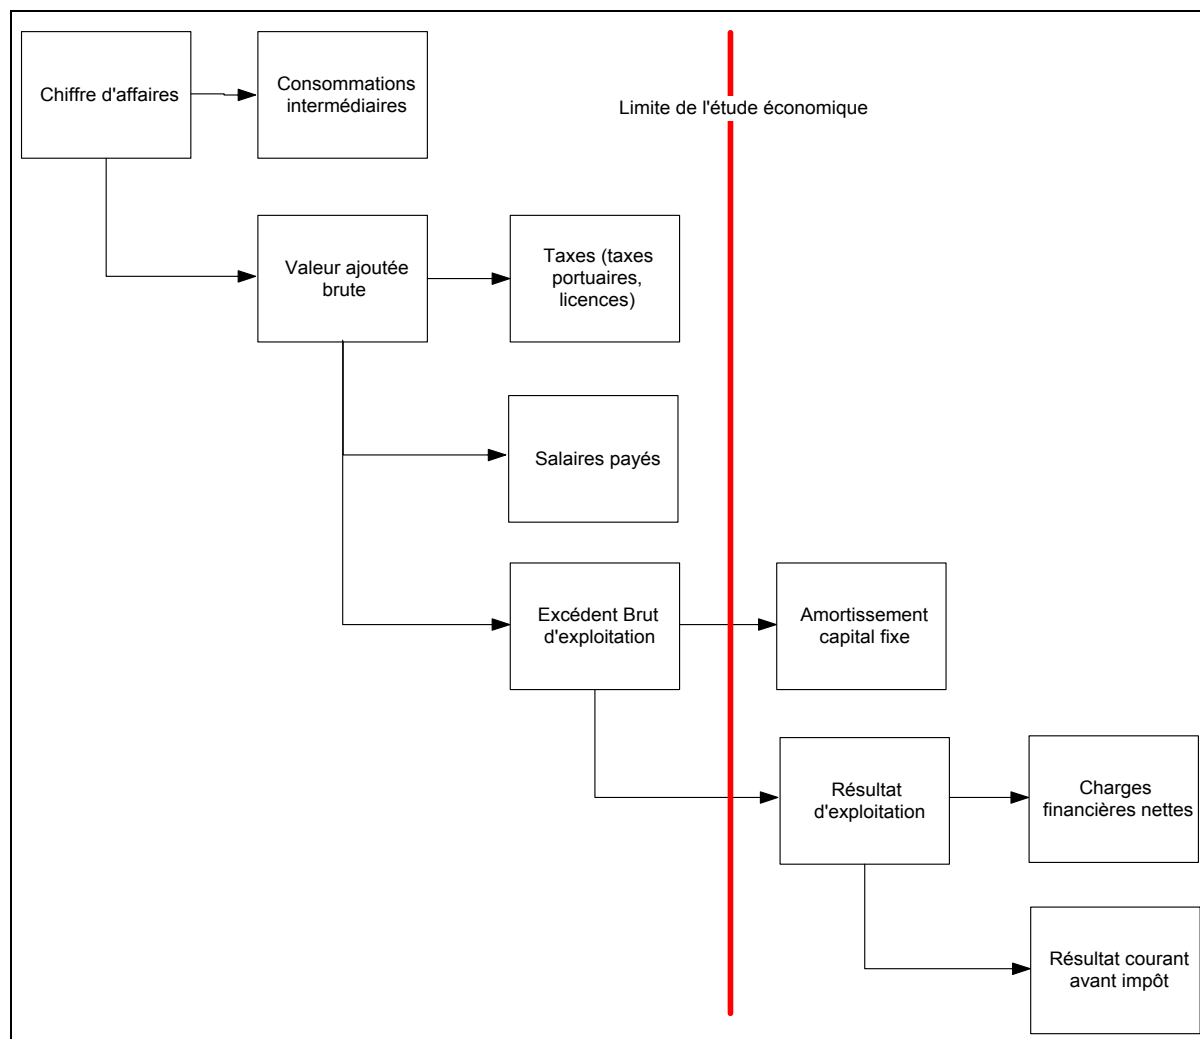 Chiffre d'affaires
Consommations
intermédiaires
Limite de l'étude économique
Valeur ajoutée
brute
Taxes (taxes
portuaires,
licences)
Salaires payés
Excédent Brut
d'exploitation
Amortissement
capital fixe
Résultat
d'exploitation
Charges
financières nettes
Résultat courant
avant impôt